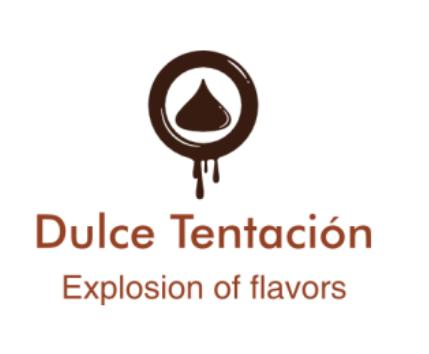 Dulce Tentación
Explosion of flavors